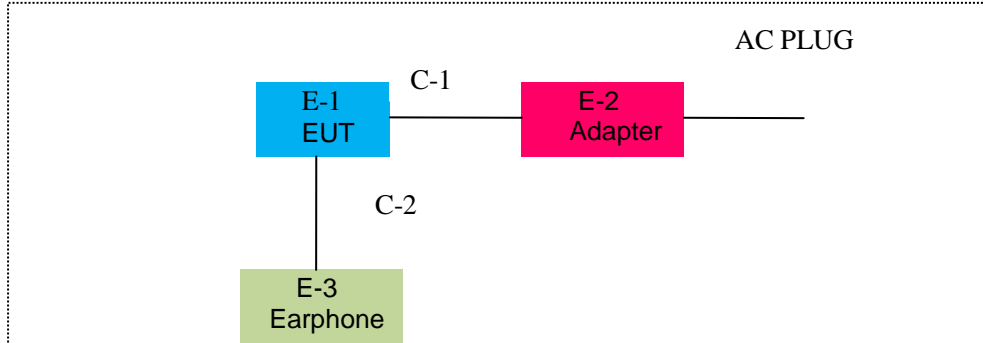 AC PLUG
C-1
E-1
EUT
E-2
Adapter
C-2
E-3
Earphone